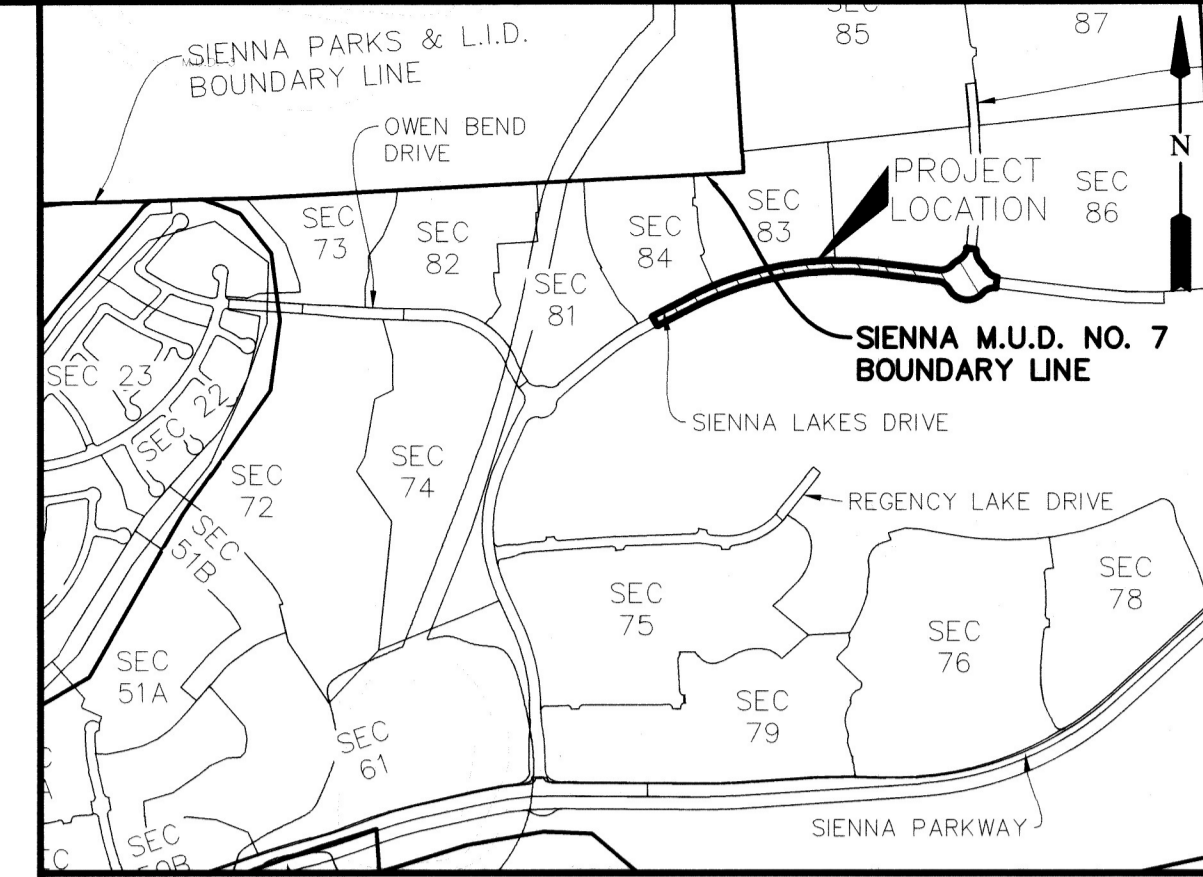 SEC
85
87
SIENNA PARKS & L.I.D.
BOUNDARY LINE
OWEN BEND
DRIVE
N
PROJECT
LOCATION
SEC
86
SEC
73
SEC
82
SEC
84
SEC
83
SEC
81
SIENNA M.U.D. NO. 7
BOUNDARY LINE
SEC 23
SEC 22
SIENNA LAKES DRIVE
SEC
72
SEC
74
REGENCY LAKE DRIVE
SEC
51B
SEC
75
SEC
78
SEC
76
SEC
51A
SEC
79
SEC
61
SIENNA PARKWAY
SEC
50B